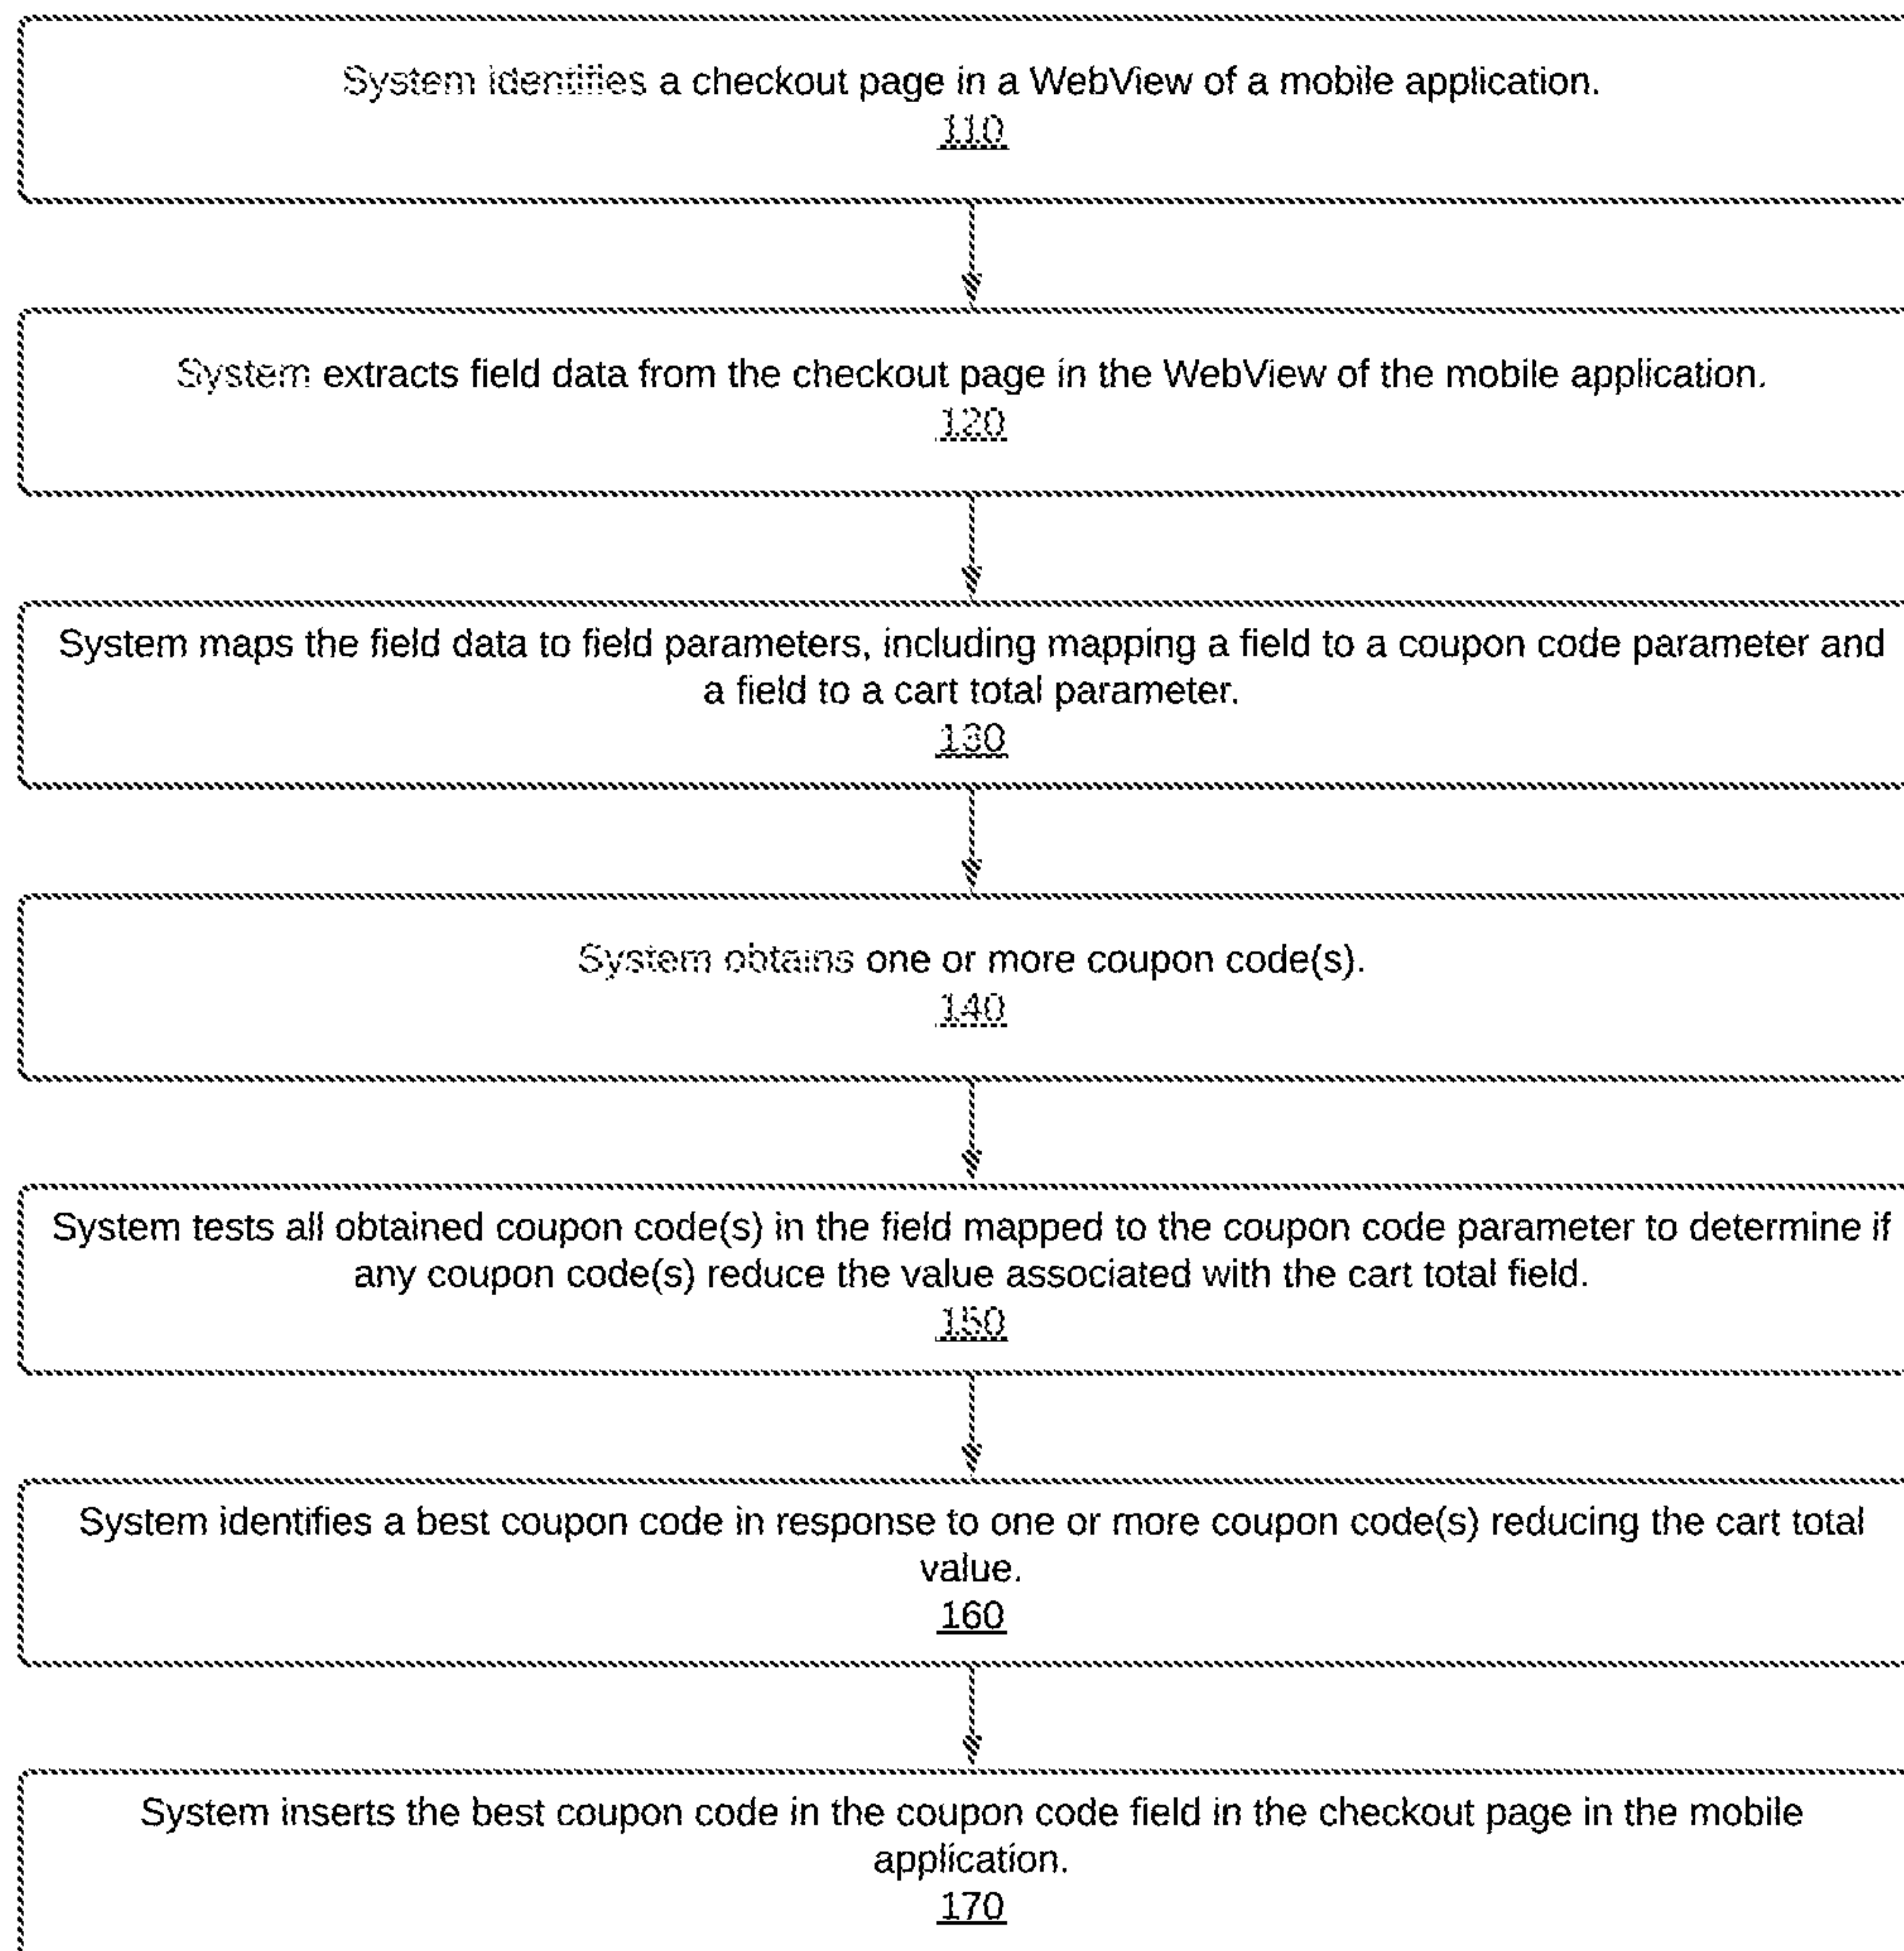 System identifies a checkout page in a WebView of a mobile application.
110
System extracts field data from the checkout page in the WebView of the mobile application.
120
System maps the field data to field parameters, including mapping a field to a coupon code parameter and
a field to a cart total parameter.
130
System obtains one or more coupon code(s).
140
System tests all obtained coupon code(s) in the field mapped to the coupon code parameter to determine if
any coupon code(s) reduce the value associated with the cart total field.
150
System identifies a best coupon code in response to one or more coupon code(s) reducing the cart total
value.
160
System inserts the best coupon code in the coupon code field in the checkout page in the mobile
application.
170